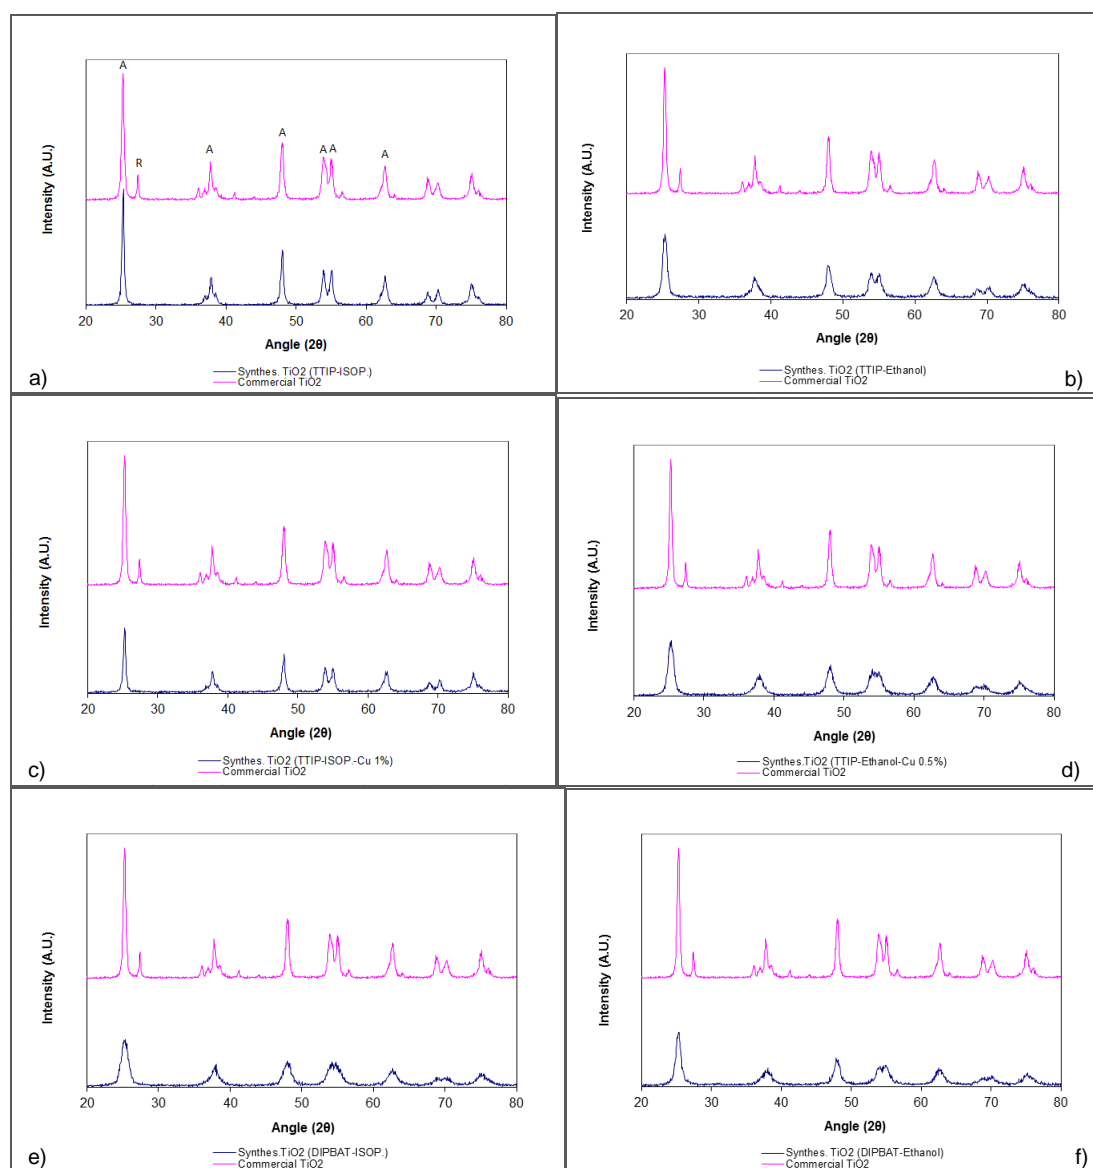 A
R
A
A
A A
A
Intensity (A.U.)
20 30 40 50 60 70 80
Angle (2θ)
Synthes. TiO2 (TTIP-ISOP.)
Commercial TiO2
a)
Intensity (A.U.)
20 30 40 50 60 70 80
Angle (2θ)
Synthes. TiO2 (TTIP-Ethanol)
Commercial TiO2
b)
Intensity (A.U.)
20 30 40 50 60 70 80
Angle (2θ)
Synthes. TiO2 (TTIP-ISOP.-Cu 1%)
Commercial TiO2
c)
Intensity (A.U.)
20 30 40 50 60 70 80
Angle (2θ)
Synthes.TiO2 (TTIP-Ethanol-Cu 0.5%)
Commercial TiO2
d)
Intensity (A.U.)
20 30 40 50 60 70 80
Angle (2θ)
Synthes.TiO2 (DIPBAT-ISOP.)
Commercial TiO2
e)
Intensity (A.U.)
20 30 40 50 60 70 80
Angle (2θ)
Synthes.TiO2 (DIPBAT-Ethanol)
Commercial TiO2
f)